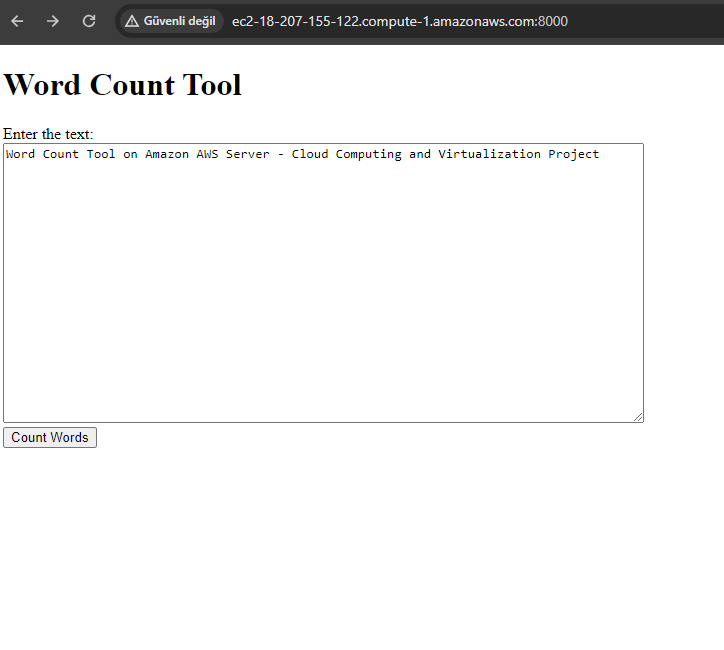 Güvenli değil ec2-18-207-155-122.compute-1.amazonaws.com:8000
Word Count Tool
Enter the text:
Word Count Tool on Amazon AWS Server - Cloud Computing and Virtualization Project
Count Words